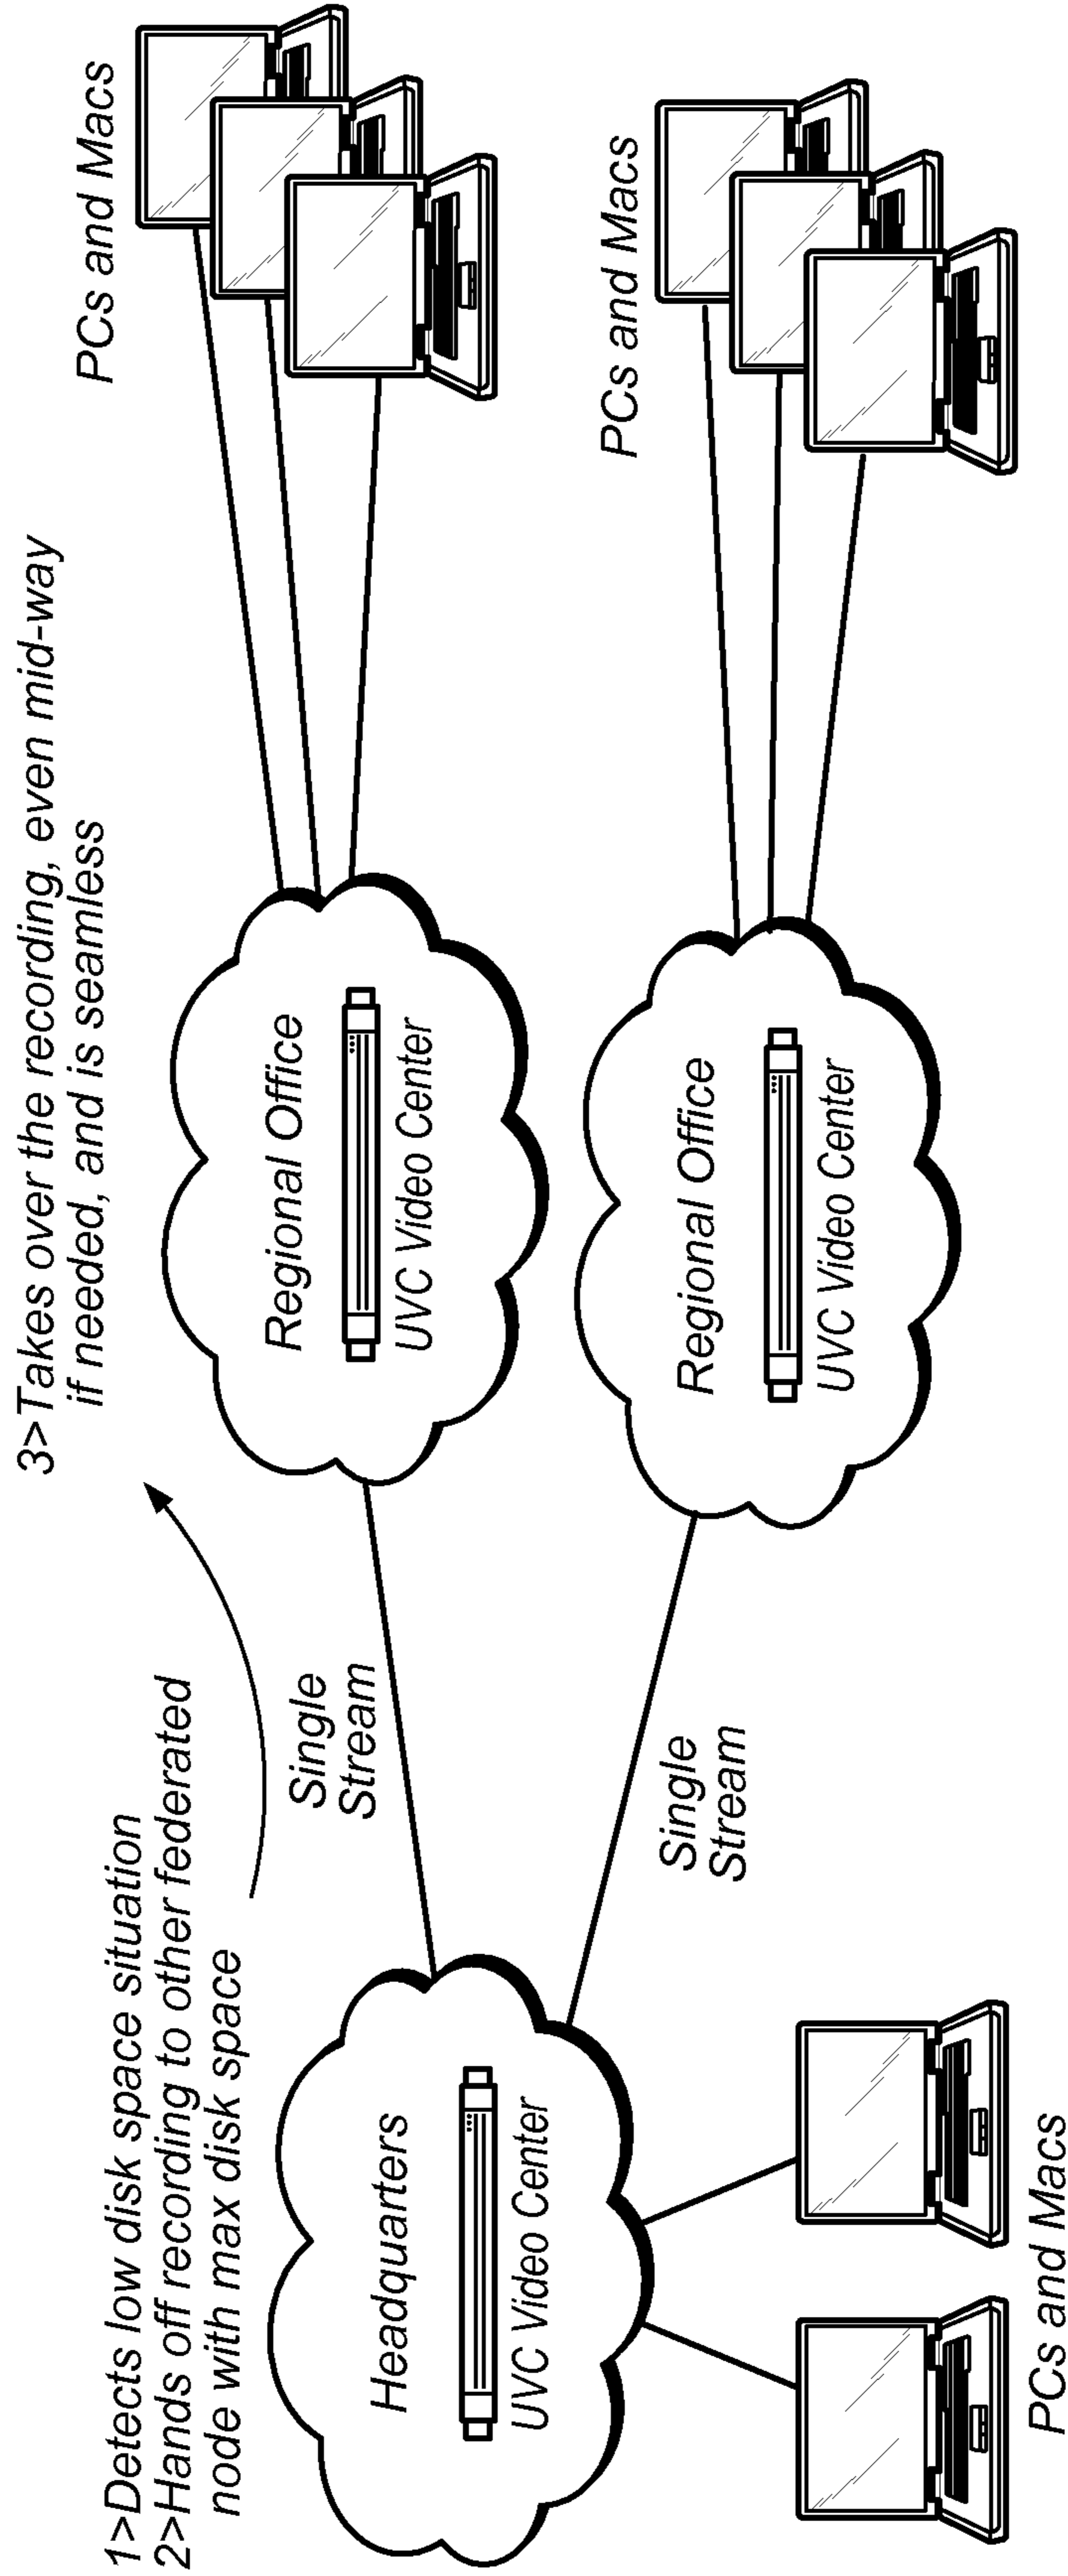 1>Detects low disk space situation
2>Hands off recording to other federated
node with max disk space
3>Takes over the recording, even mid-way
if needed, and is seamless
Headquarters
UVC Video Center
PCs and Macs
Single
Stream
Single
Stream
Regional Office
UVC Video Center
PCs and Macs
Regional Office
UVC Video Center
PCs and Macs